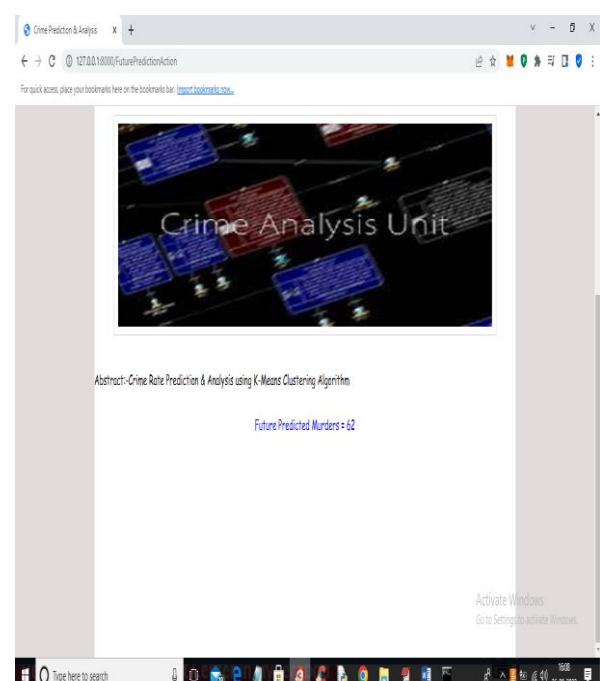 Crime Prediction & Analysis
127.0.0.1:8000/FuturePredictionAction
For quick access, place your bookmarks here on the bookmarks bar. Import bookmarks now...
Crime Analysis Unit
Abstract:-Crime Rate Prediction & Analysis using K-Means Clustering Algorithm
Future Predicted Murders = 62
Activate Windows
Go to Settings to activate Windows.
Type here to search
16:08